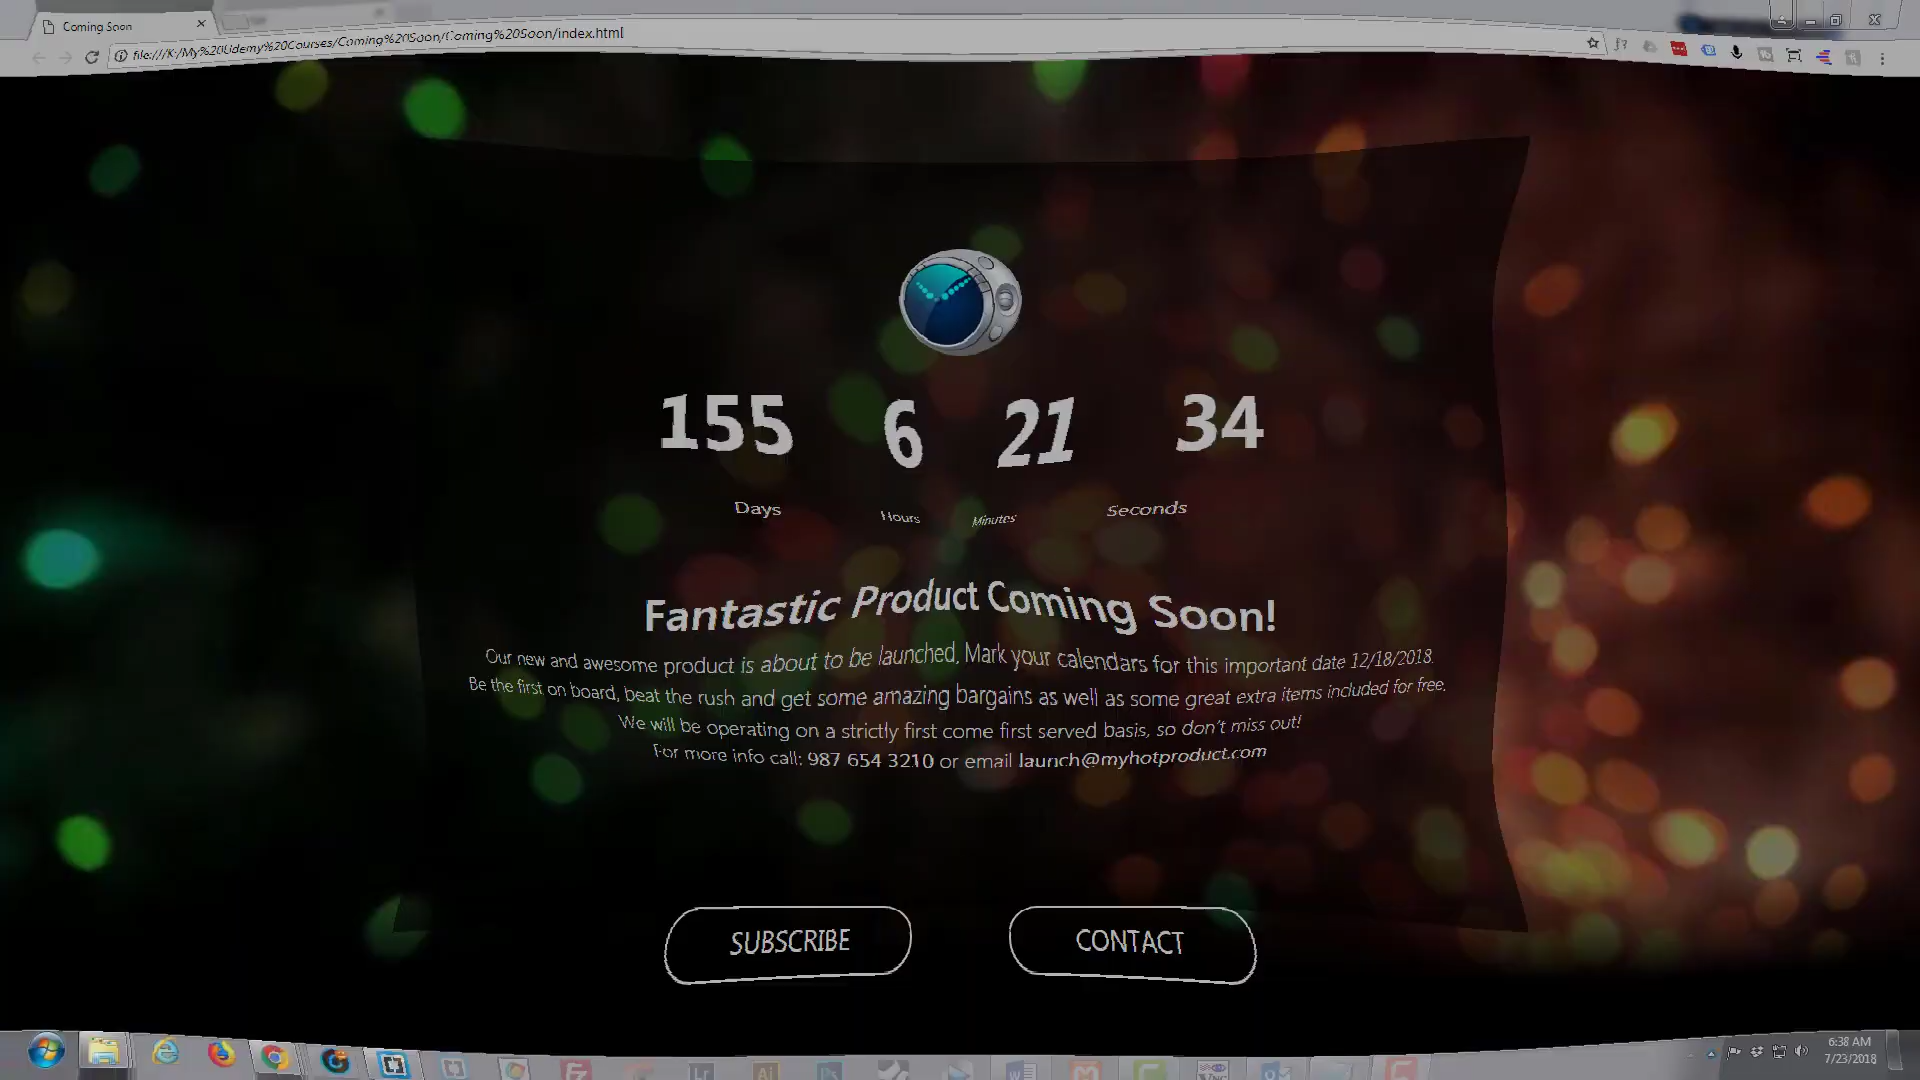 Coming Soon
file:///K:/My%20Udemy%20Courses/Coming%20Soon/Coming%20Soon/index.html
155 6 21 34
Days Hours Minutes Seconds
Fantastic Product Coming Soon!
Our new and awesome product is about to be launched. Mark your calendars for this important date 12/18/2018.
Be the first on board, beat the rush and get some amazing bargains as well as some great extra items included for free.
We will be operating on a strictly first come first served basis, so don't miss out!
For more info call: 987 654 3210 or email launch@myhotproduct.com
SUBSCRIBE CONTACT
Lr Ai Ps
6:38 AM
7/23/2018